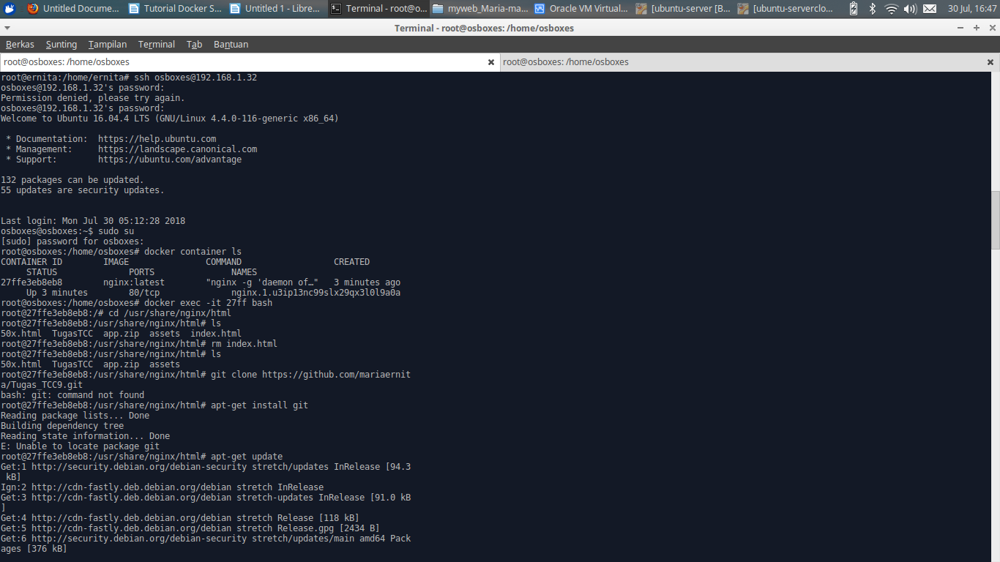 Untitled Docume...
Tutorial Docker S...
Untitled 1 - Libre...
Terminal - root@o...
myweb_Maria-ma...
Oracle VM Virtual...
[ubuntu-server [B...
[ubuntu-serverclo...
30 Jul, 16:47
Terminal - root@osboxes: /home/osboxes
Berkas Sunting Tampilan Terminal Tab Bantuan
root@osboxes: /home/osboxes
root@osboxes: /home/osboxes
root@ernita:/home/ernita# ssh osboxes@192.168.1.32
osboxes@192.168.1.32's password:
Permission denied, please try again.
osboxes@192.168.1.32's password:
Welcome to Ubuntu 16.04.4 LTS (GNU/Linux 4.4.0-116-generic x86_64)
* Documentation:  https://help.ubuntu.com
* Management:     https://landscape.canonical.com
* Support:        https://ubuntu.com/advantage
132 packages can be updated.
55 updates are security updates.
Last login: Mon Jul 30 05:12:28 2018
osboxes@osboxes:~$ sudo su
[sudo] password for osboxes:
root@osboxes:/home/osboxes# docker container ls
CONTAINER ID        IMAGE               COMMAND                  CREATED
     STATUS              PORTS               NAMES
27ffe3eb8eb8        nginx:latest        "nginx -g 'daemon of…"   3 minutes ago
     Up 3 minutes        80/tcp              nginx.1.u3ip13nc99slx29qx3l0l9a0a
root@osboxes:/home/osboxes# docker exec -it 27ff bash
root@27ffe3eb8eb8:/# cd /usr/share/nginx/html
root@27ffe3eb8eb8:/usr/share/nginx/html# ls
50x.html  TugasTCC  app.zip  assets  index.html
root@27ffe3eb8eb8:/usr/share/nginx/html# rm index.html
root@27ffe3eb8eb8:/usr/share/nginx/html# ls
50x.html  TugasTCC  app.zip  assets
root@27ffe3eb8eb8:/usr/share/nginx/html# git clone https://github.com/mariaernit
a/Tugas_TCC9.git
bash: git: command not found
root@27ffe3eb8eb8:/usr/share/nginx/html# apt-get install git
Reading package lists... Done
Building dependency tree
Reading state information... Done
E: Unable to locate package git
root@27ffe3eb8eb8:/usr/share/nginx/html# apt-get update
Get:1 http://security.debian.org/debian-security stretch/updates InRelease [94.3
 kB]
Ign:2 http://cdn-fastly.deb.debian.org/debian stretch InRelease
Get:3 http://cdn-fastly.deb.debian.org/debian stretch-updates InRelease [91.0 kB
]
Get:4 http://cdn-fastly.deb.debian.org/debian stretch Release [118 kB]
Get:5 http://cdn-fastly.deb.debian.org/debian stretch Release.gpg [2434 B]
Get:6 http://security.debian.org/debian-security stretch/updates/main amd64 Pack
ages [376 kB]